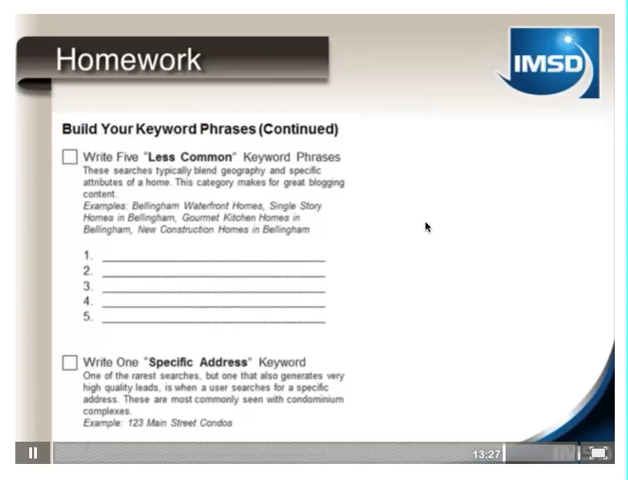 Homework
IMSD
Build Your Keyword Phrases (Continued)
Write Five "Less Common" Keyword Phrases
These searches typically blend geography and specific
attributes of a home. This category makes for great blogging
content.
Examples: Bellingham Waterfront Homes, Single Story
Homes in Bellingham, Gourmet Kitchen Homes in
Bellingham, New Construction Homes in Bellingham
1.
2.
3.
4.
5.
Write One "Specific Address" Keyword
One of the rarest searches, but one that also generates very
high quality leads, is when a user searches for a specific
address. These are most commonly seen with condominium
complexes.
Example: 123 Main Street Condos
13:27
IMSD